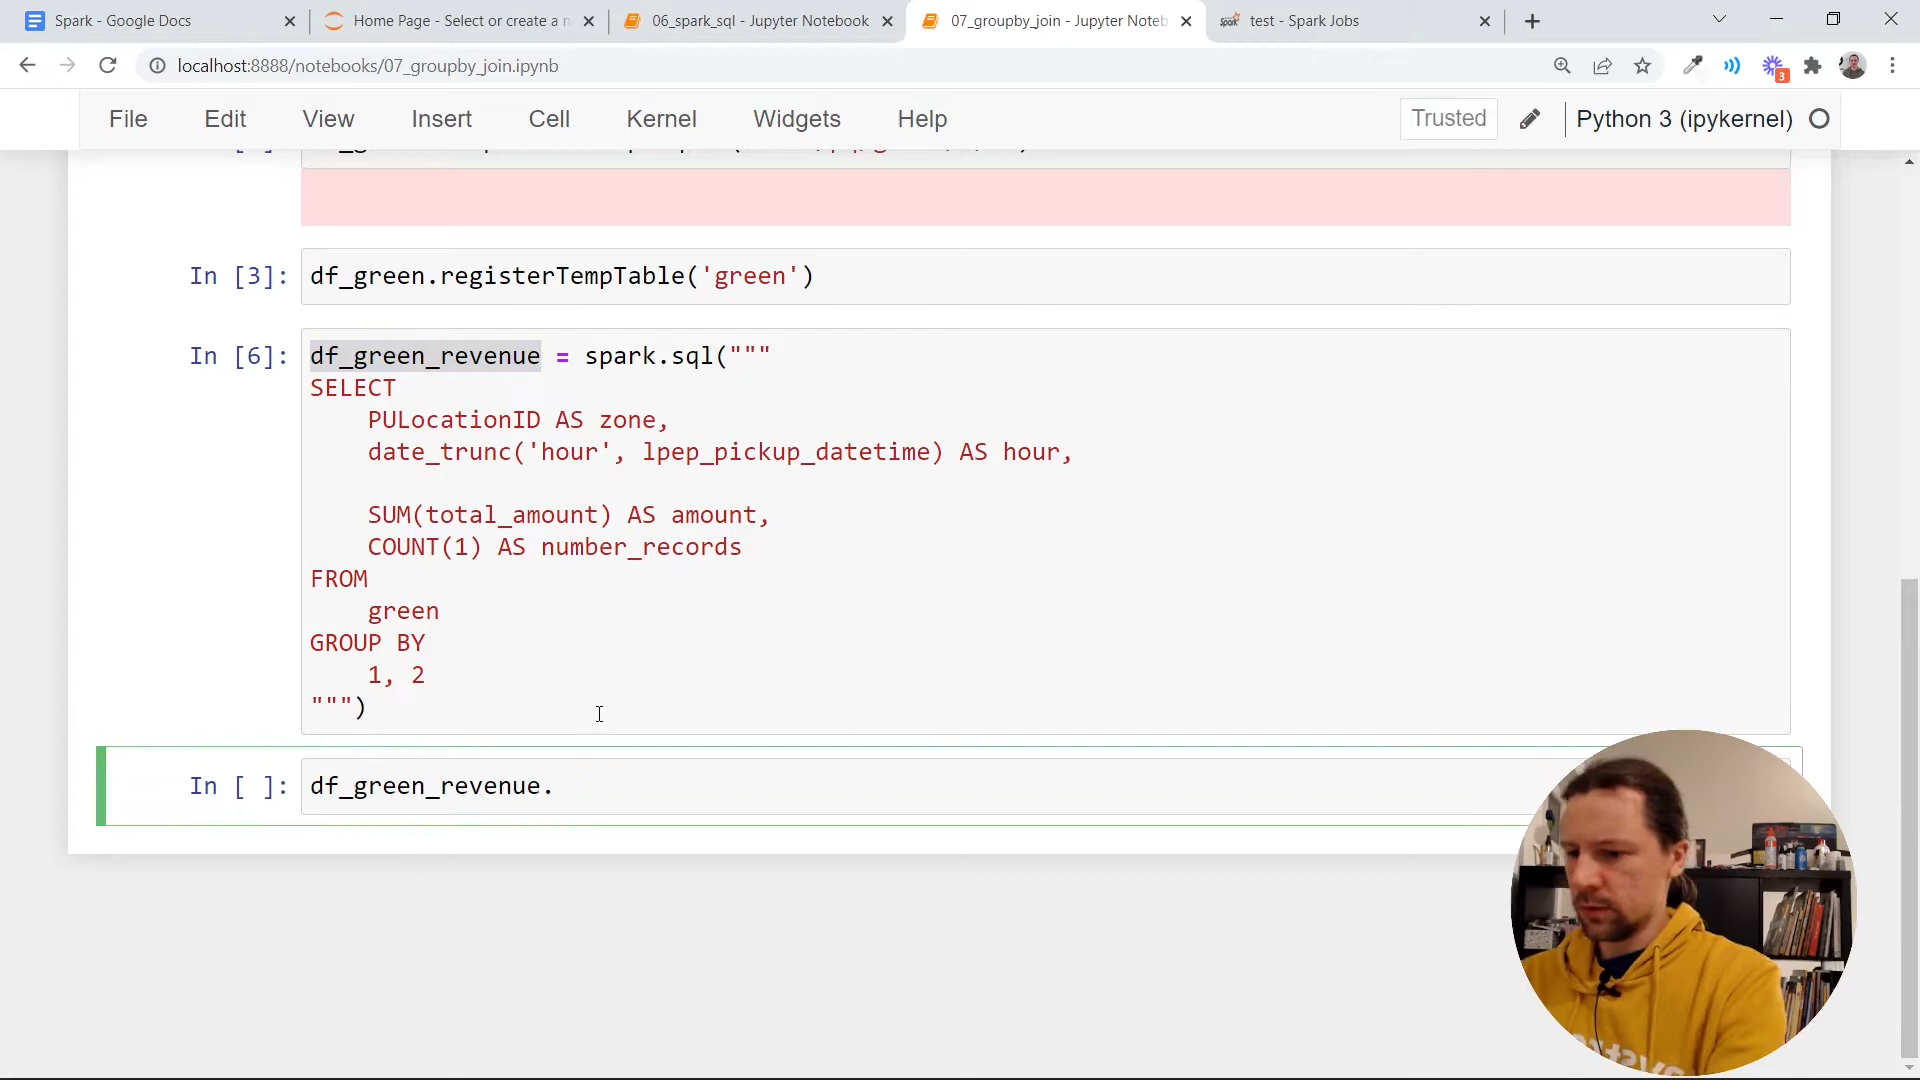 Spark - Google Docs
Home Page - Select or create a n
06_spark_sql - Jupyter Notebook
07_groupby_join - Jupyter Noteb
test - Spark Jobs
localhost:8888/notebooks/07_groupby_join.ipynb
3
File Edit View Insert Cell Kernel Widgets Help
Trusted
Python 3 (ipykernel)
In [3]: df_green.registerTempTable('green')
In [6]: df_green_revenue = spark.sql("""
SELECT
PULocationID AS zone,
date_trunc('hour', lpep_pickup_datetime) AS hour,
SUM(total_amount) AS amount,
COUNT(1) AS number_records
FROM
green
GROUP BY
1, 2
""")
In [ ]: df_green_revenue.